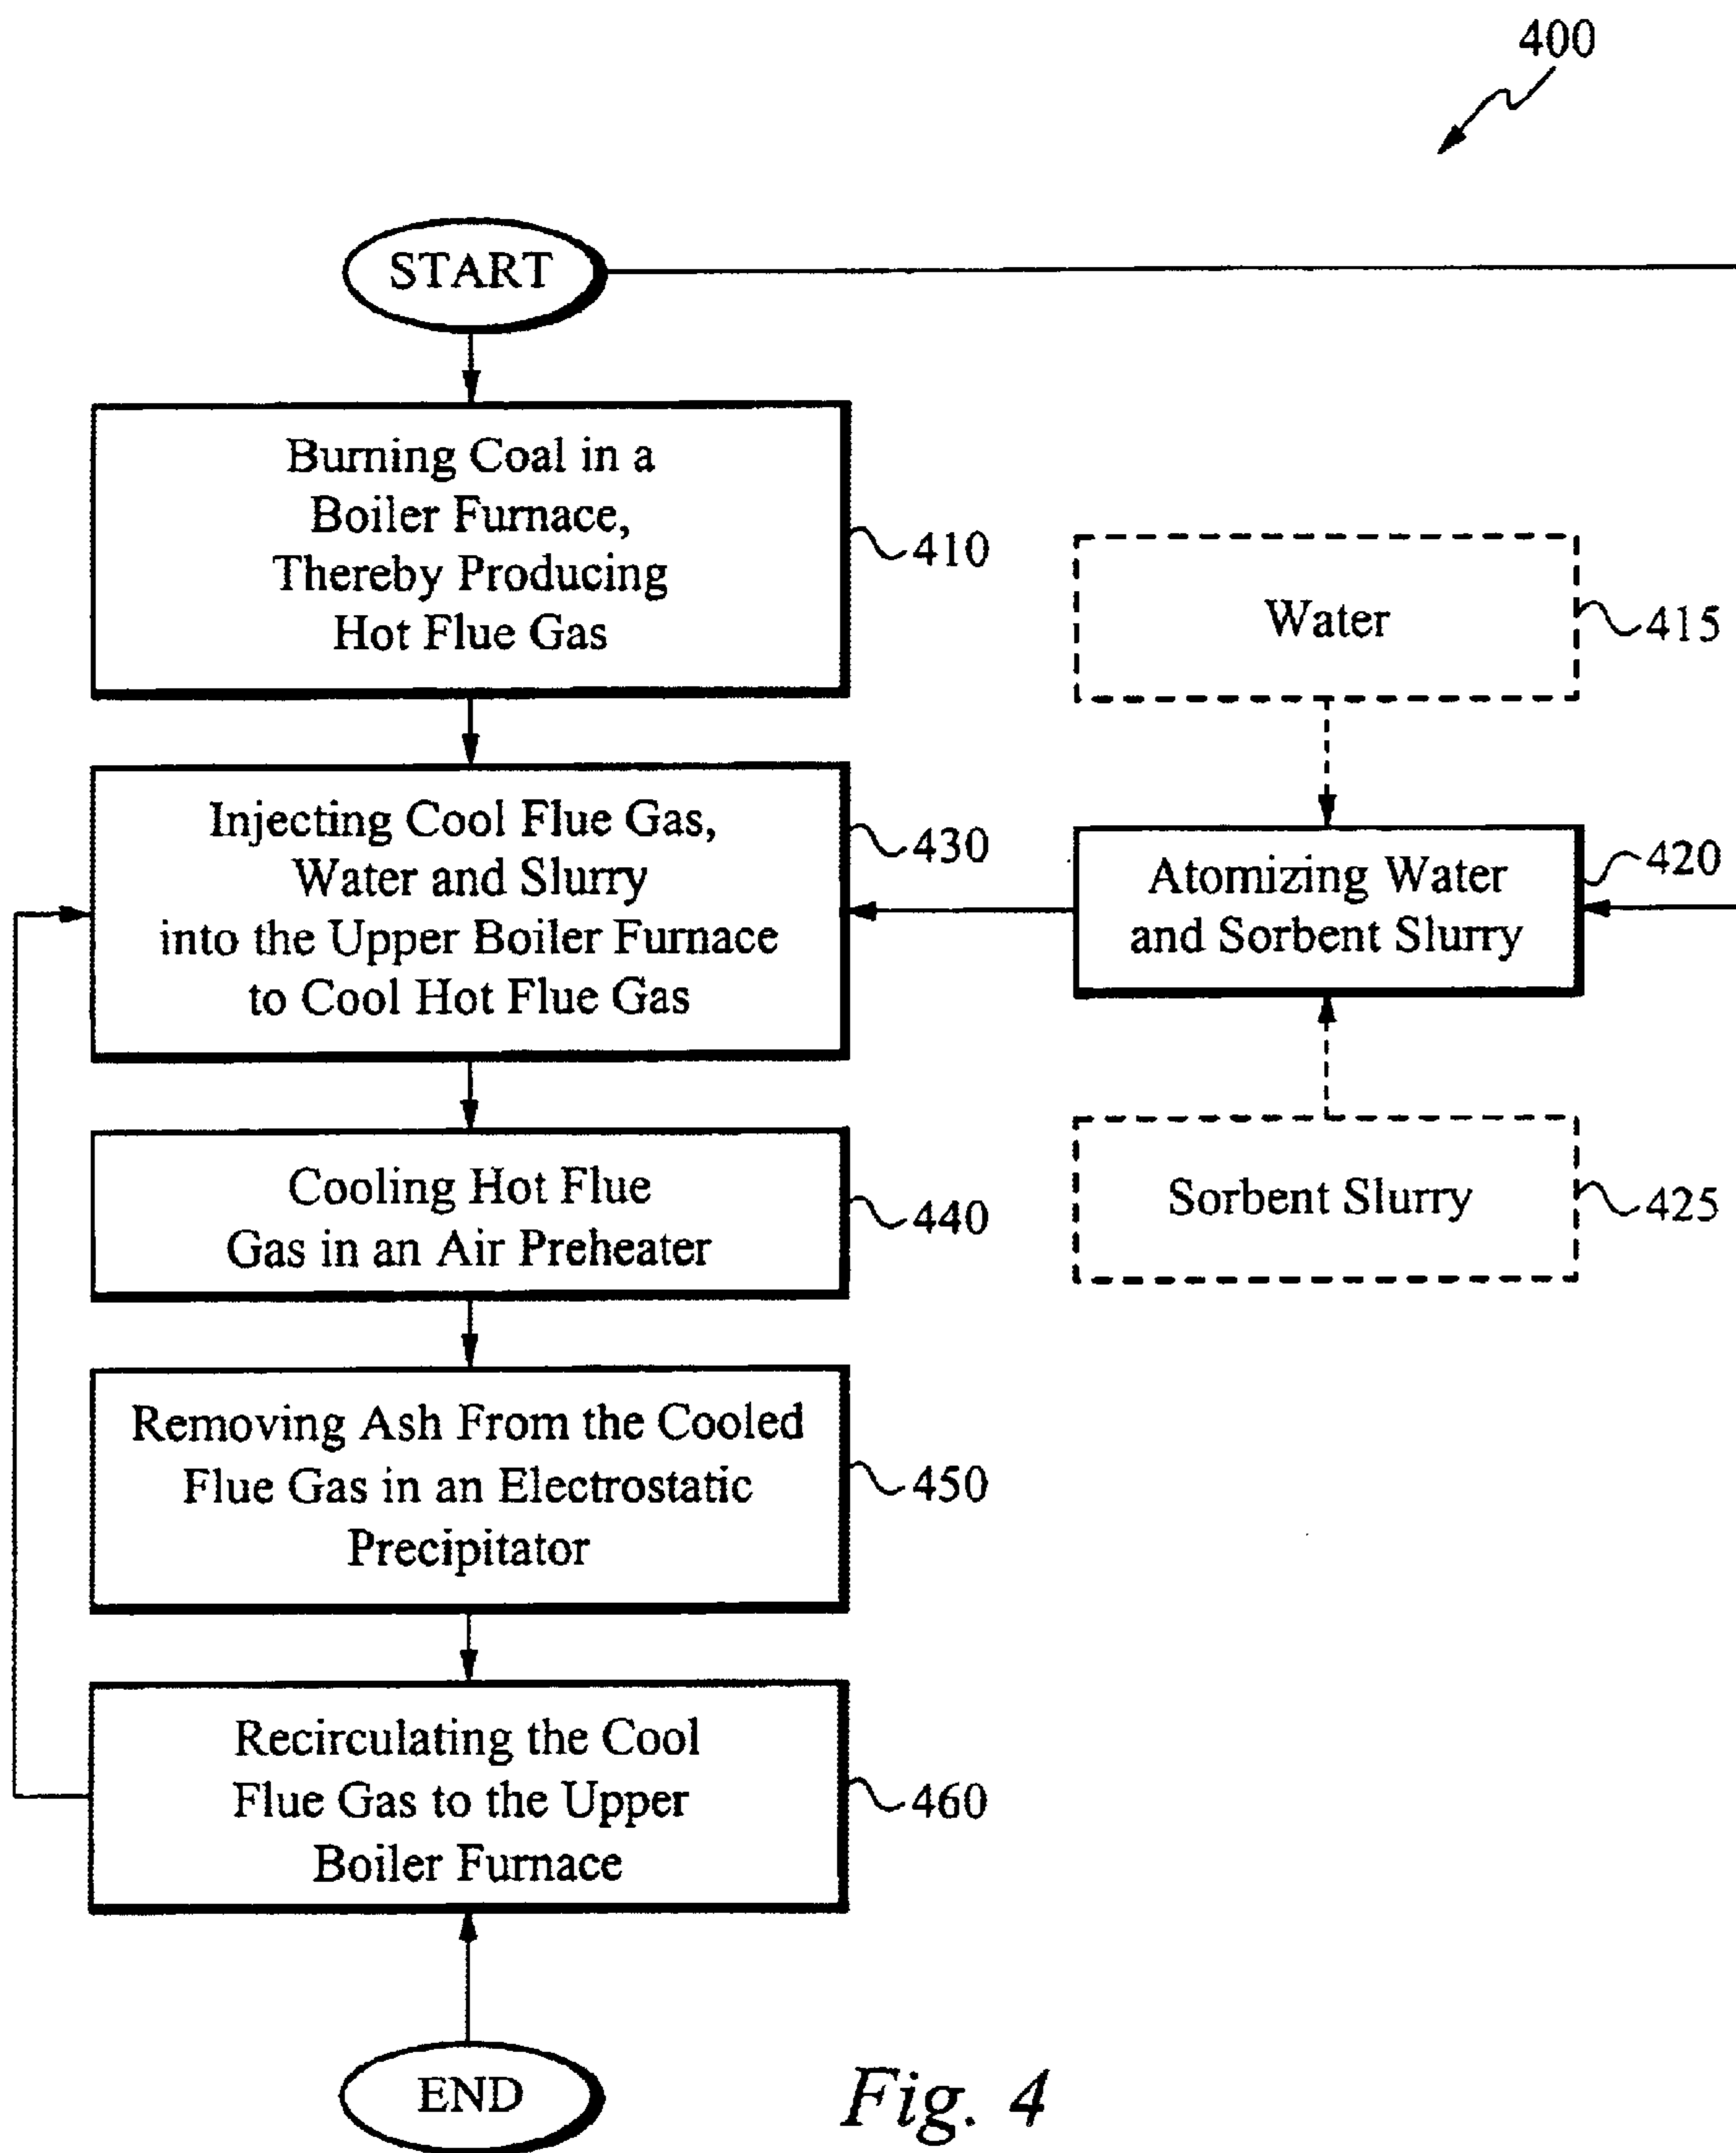 400
START
Burning Coal in a
Boiler Furnace,
Thereby Producing
Hot Flue Gas
410
Water
415
Injecting Cool Flue Gas,
Water and Slurry
into the Upper Boiler Furnace
to Cool Hot Flue Gas
430
Atomizing Water
and Sorbent Slurry
420
Cooling Hot Flue
Gas in an Air Preheater
440
Sorbent Slurry
425
Removing Ash From the Cooled
Flue Gas in an Electrostatic
Precipitator
450
Recirculating the Cool
Flue Gas to the Upper
Boiler Furnace
460
END
Fig. 4